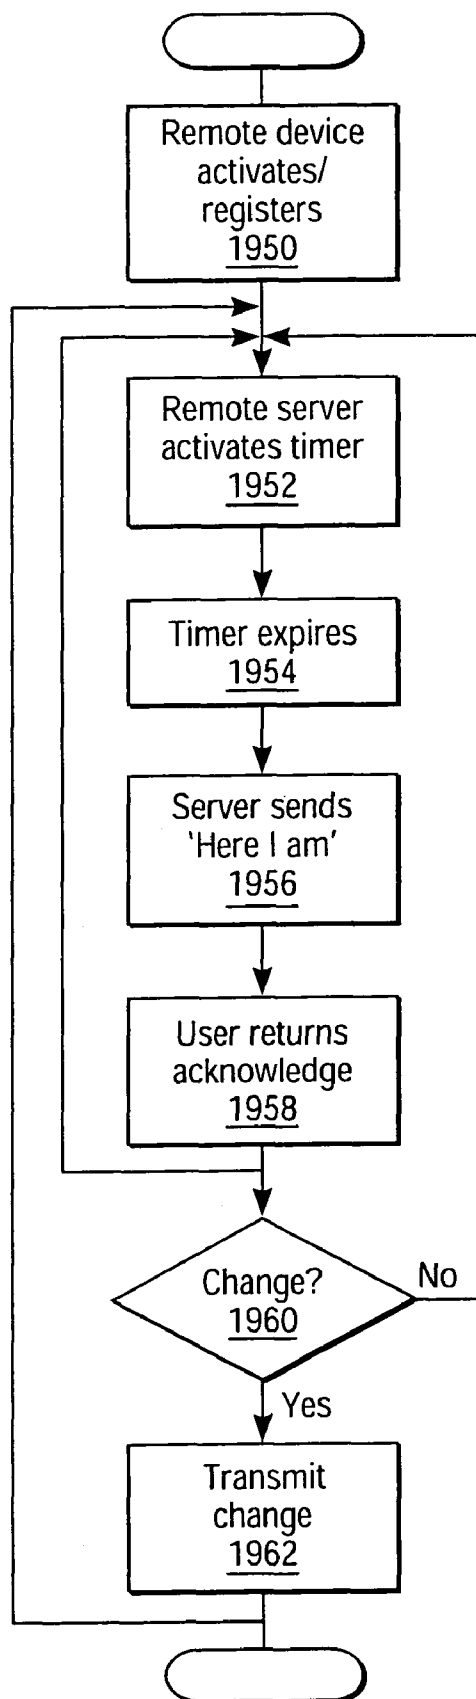 Remote device
activates/
registers
1950
Remote server
activates timer
1952
Timer expires
1954
Server sends
'Here I am'
1956
User returns
acknowledge
1958
Change?
1960
No
Yes
Transmit
change
1962